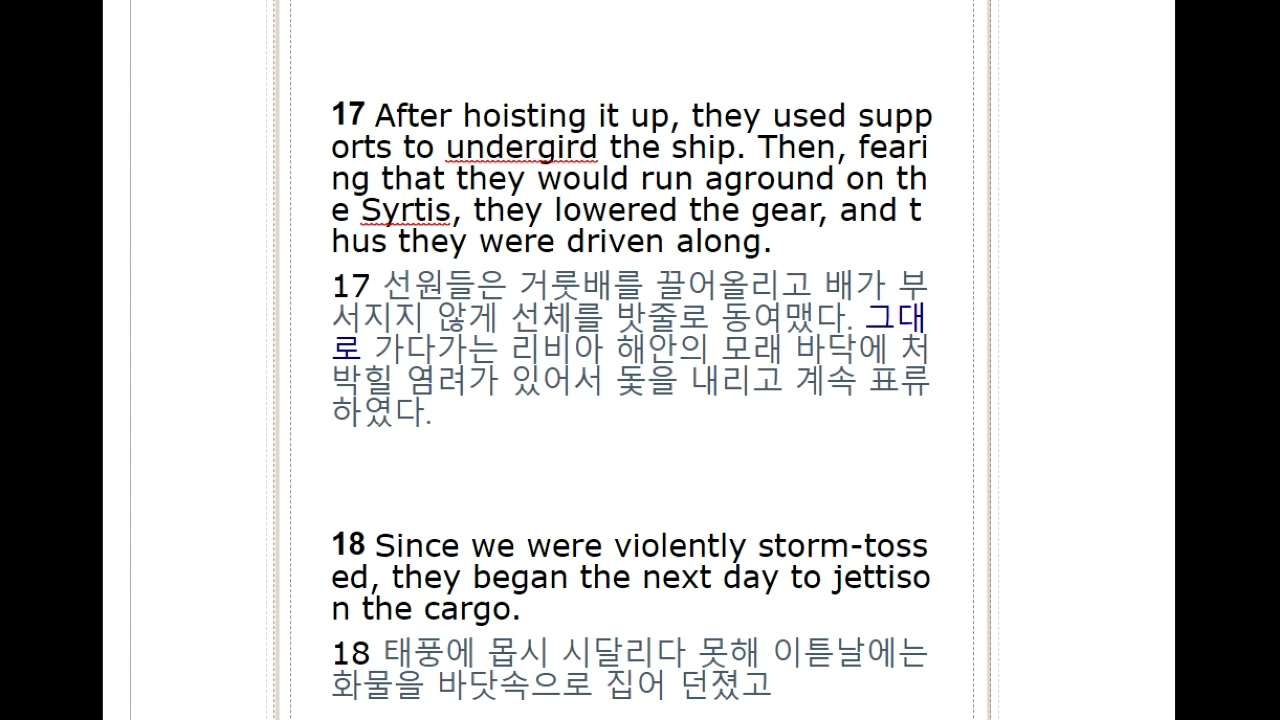 17 After hoisting it up, they used supp
orts to undergird the ship. Then, feari
ng that they would run aground on th
e Syrtis, they lowered the gear, and t
hus they were driven along.
17 선원들은 거룻배를 끌어올리고 배가 부
서지지 않게 선체를 밧줄로 동여맸다. 그대
로 가다가는 리비아 해안의 모래 바닥에 처
박힐 염려가 있어서 돛을 내리고 계속 표류
하였다.
18 Since we were violently storm-toss
ed, they began the next day to jettiso
n the cargo.
18 태풍에 몹시 시달리다 못해 이튿날에는
화물을 바닷속으로 집어 던졌고